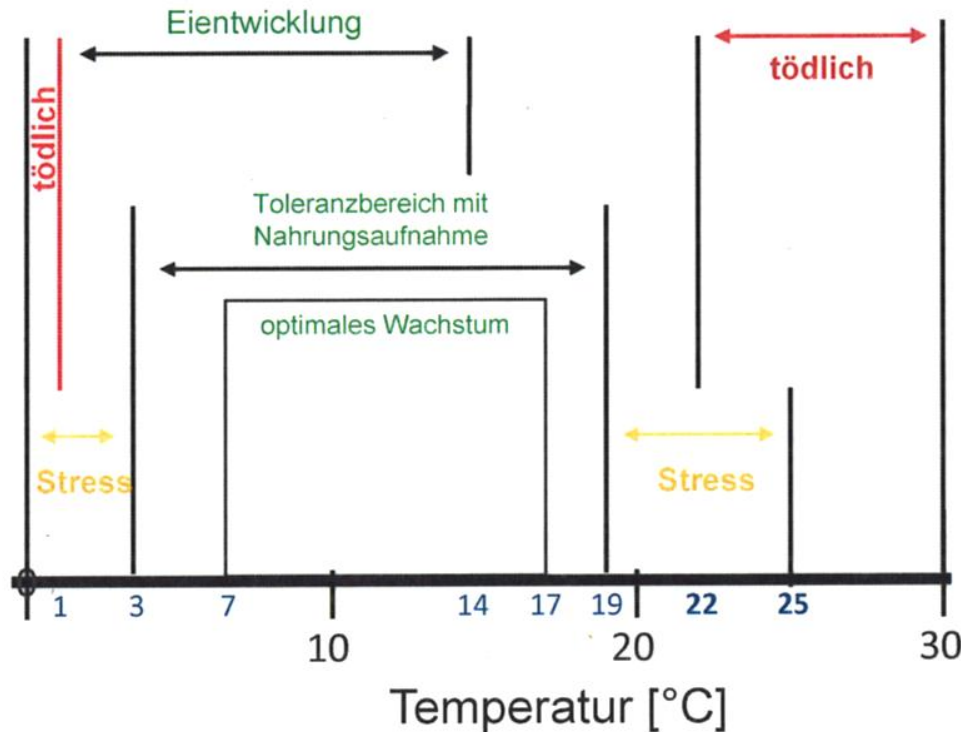 Eientwicklung
tödlich
tödlich
Toleranzbereich mit
Nahrungsaufnahme
optimales Wachstum
Stress
Stress
1 3 7 14 17 19 22 25
10 20 30
Temperatur [°C]